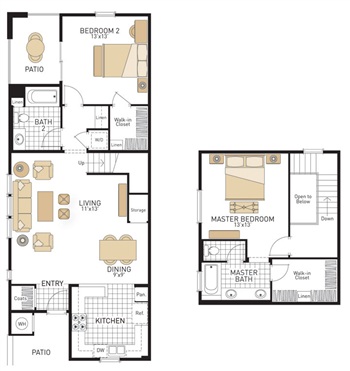 BEDROOM 2
13'x13'
PATIO
Linen
BATH
2
Walk-in
Closet
W/D
Linen
Up
LIVING
11'x13'
Storage
DINING
9'x9'
ENTRY
Coats
Pan.
Ref.
KITCHEN
WH
DW
PATIO
Open to
Below
Down
MASTER BEDROOM
13'x13'
MASTER
BATH
Walk-in
Closet
Linen